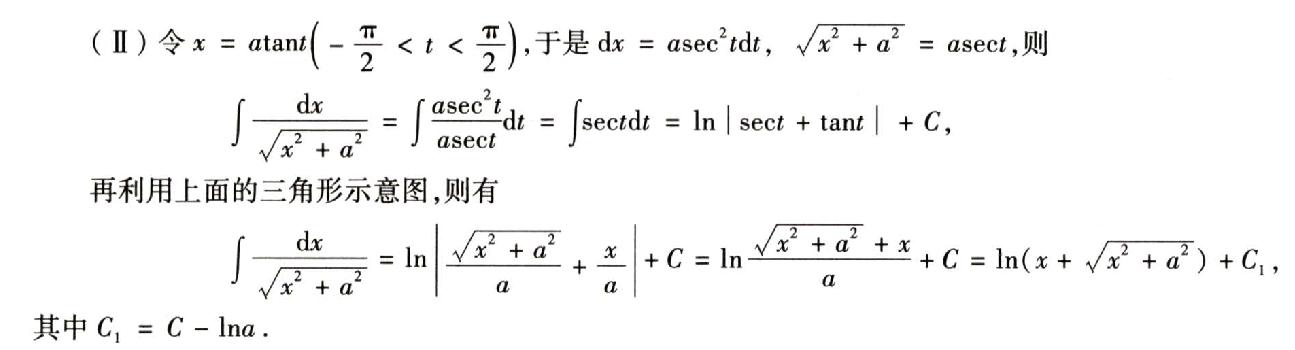 (Ⅱ)令 x = atant(-π/2 < t < π/2),于是 dx = asec²tdt, √(x² + a²) = asect,则
∫ dx/√(x² + a²) = ∫ asec²t/asect dt = ∫sectdt = ln|sect + tant| + C,
再利用上面的三角形示意图,则有
∫ dx/√(x² + a²) = ln|√(x² + a²)/a + x/a| + C = ln (√(x² + a²) + x)/a + C = ln(x + √(x² + a²)) + C₁,
其中 C₁ = C - lna.